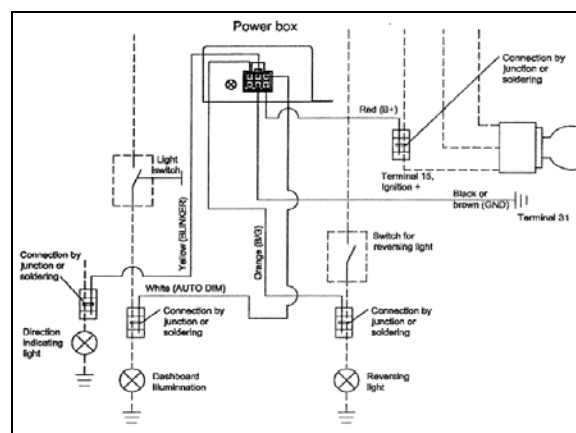 Power box
Connection by
junction or
soldering
Red (B+)
Light
switch
Terminal 15,
Ignition +
Black or
brown (GND)
Terminal 31
Yellow (BLINKER)
Orange (B/G)
Switch for
reversing light
Connection by
junction or
soldering
White (AUTO DIM)
Connection by
junction or
soldering
Connection by
junction or
soldering
Direction
indicating
light
Dashboard
Illumination
Reversing
light